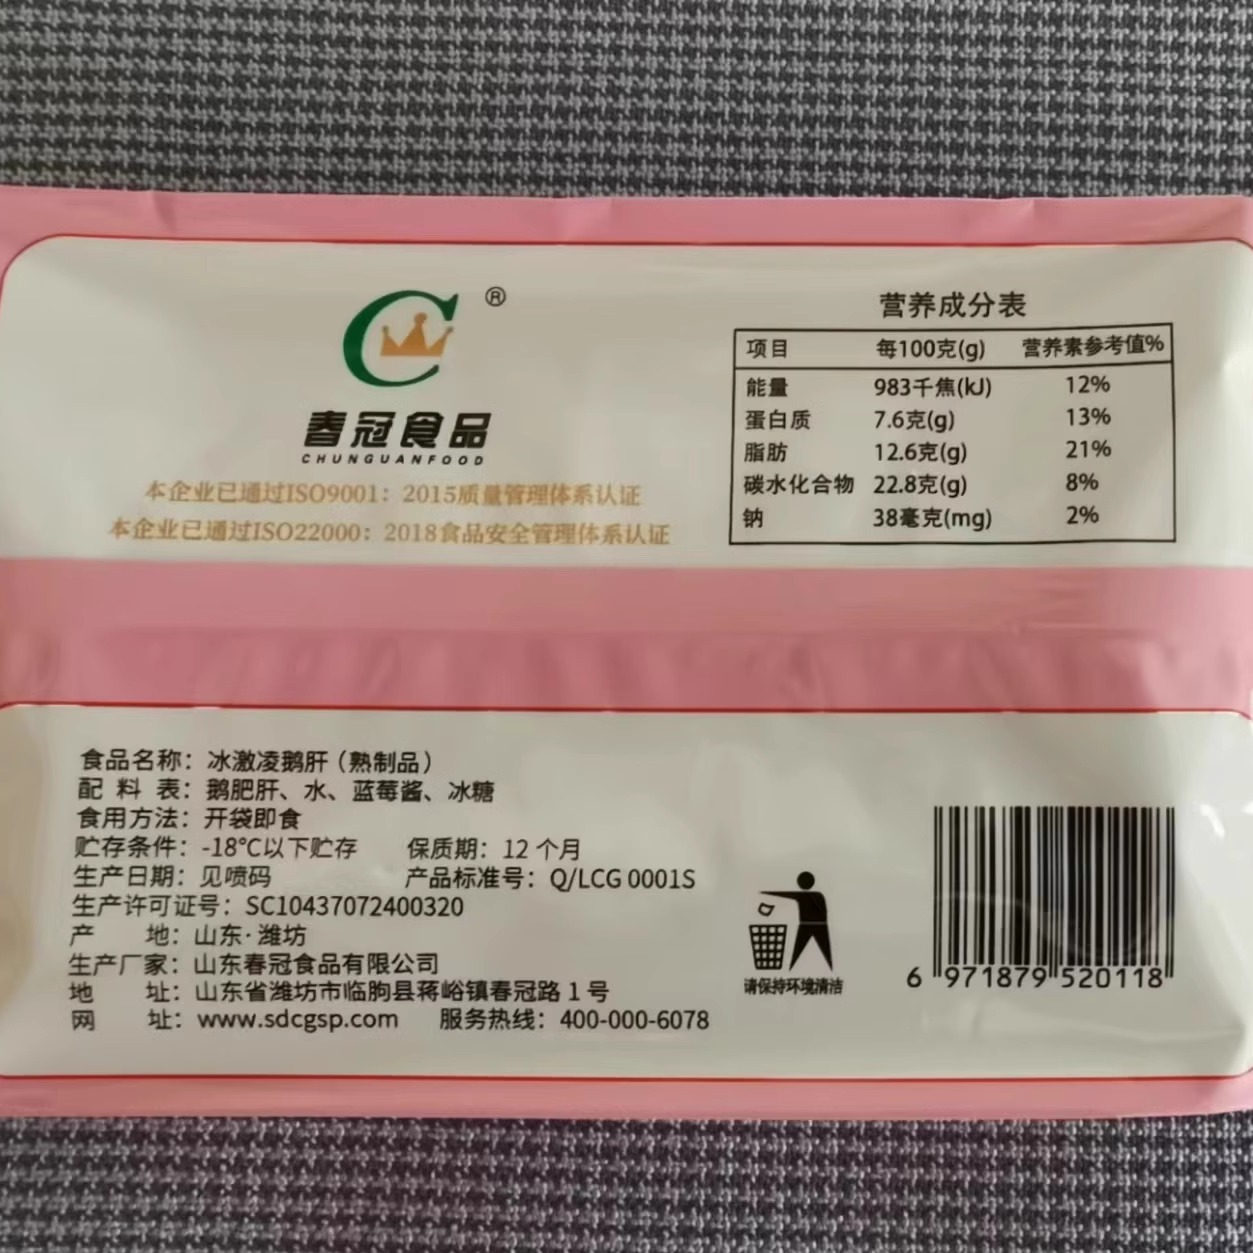 ®
春冠食品
CHUNGUANFOOD
本企业已通过ISO9001：2015质量管理体系认证
本企业已通过ISO22000：2018食品安全管理体系认证
营养成分表
项目 每100克(g) 营养素参考值%
能量 983千焦(kJ) 12%
蛋白质 7.6克(g) 13%
脂肪 12.6克(g) 21%
碳水化合物 22.8克(g) 8%
钠 38毫克(mg) 2%
食品名称：冰激凌鹅肝（熟制品）
配料表：鹅肥肝、水、蓝莓酱、冰糖
食用方法：开袋即食
贮存条件：-18°C以下贮存 保质期：12 个月
生产日期：见喷码 产品标准号：Q/LCG 0001S
生产许可证号：SC10437072400320
产地：山东·潍坊
生产厂家：山东春冠食品有限公司
地址：山东省潍坊市临朐县蒋峪镇春冠路 1 号
网址：www.sdcgsp.com 服务热线：400-000-6078
请保持环境清洁
6 971879 520118